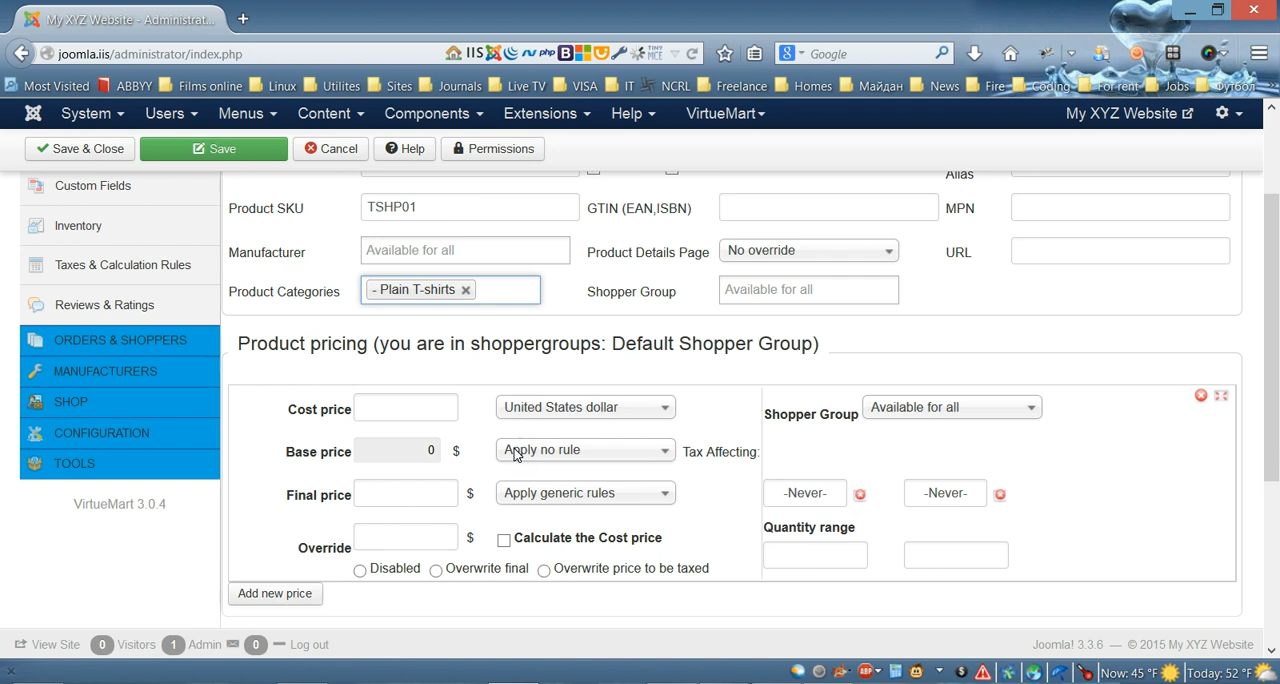 My XYZ Website - Administrat...
joomla.iis/administrator/index.php
IIS
php
B
TINY MCE
Google
Most Visited ABBYY Films online Linux Utilites Sites Journals Live TV VISA IT NCRL Freelance Homes Майдан News Fire Coding For rent Jobs Футбол
System Users Menus Content Components Extensions Help VirtueMart My XYZ Website
Save & Close Save Cancel Help Permissions
Custom Fields
Alias
Product SKU TSHP01 GTIN (EAN,ISBN) MPN
Inventory
Manufacturer Available for all Product Details Page No override URL
Taxes & Calculation Rules
Product Categories - Plain T-shirts Shopper Group Available for all
Reviews & Ratings
ORDERS & SHOPPERS
Product pricing (you are in shoppergroups: Default Shopper Group)
MANUFACTURERS
SHOP
Cost price United States dollar Shopper Group Available for all
CONFIGURATION
Base price 0 $ Apply no rule Tax Affecting:
TOOLS
Final price $ Apply generic rules -Never- -Never-
VirtueMart 3.0.4
Quantity range
Override $ Calculate the Cost price
Disabled Overwrite final Overwrite price to be taxed
Add new price
View Site 0 Visitors 1 Admin 0 Log out Joomla! 3.3.6 — © 2015 My XYZ Website
ABP Now: 45 °F Today: 52 °F